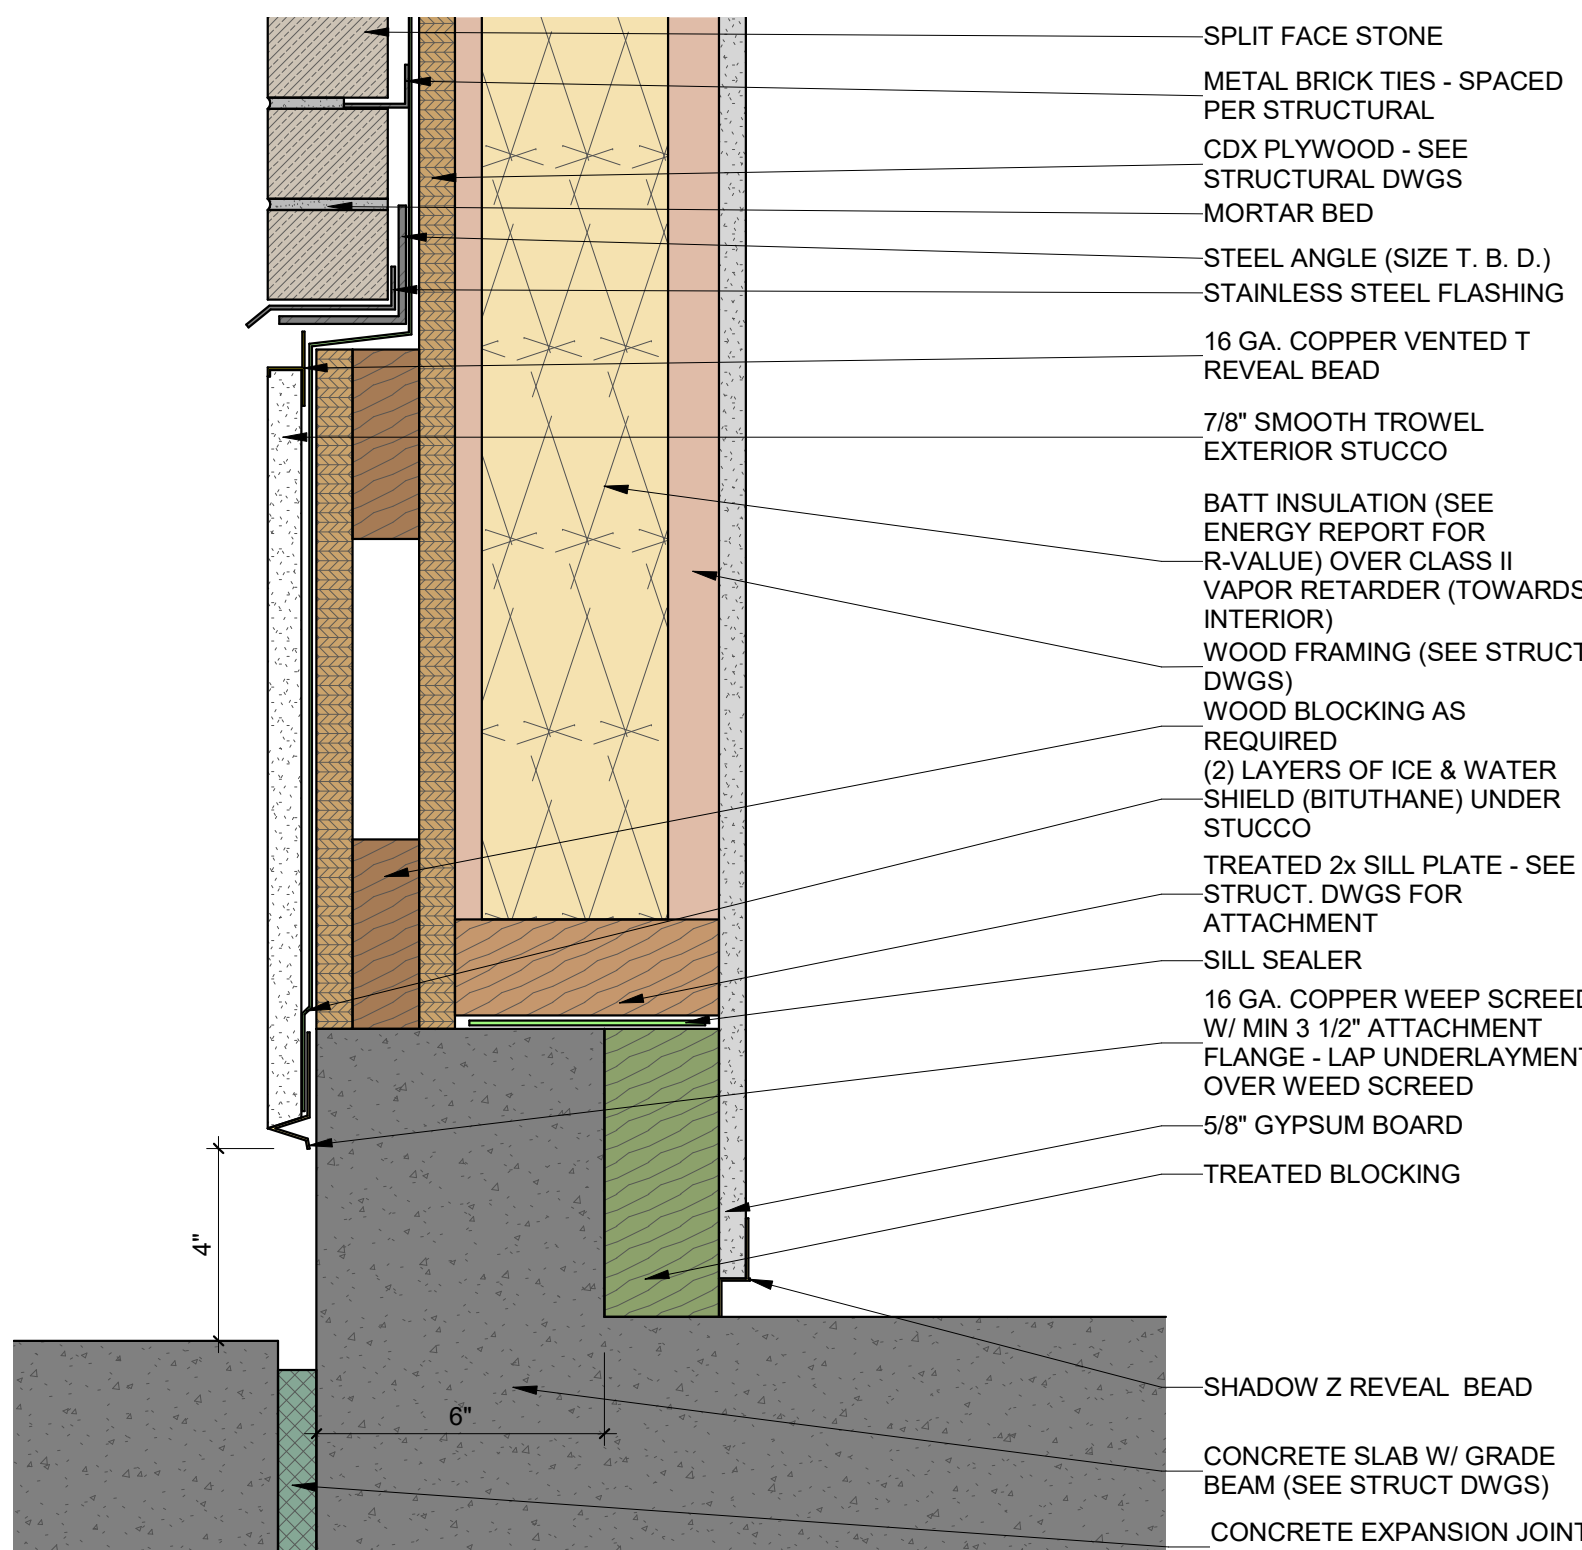 SPLIT FACE STONE
METAL BRICK TIES - SPACED
PER STRUCTURAL
CDX PLYWOOD - SEE
STRUCTURAL DWGS
MORTAR BED
STEEL ANGLE (SIZE T. B. D.)
STAINLESS STEEL FLASHING
16 GA. COPPER VENTED T
REVEAL BEAD
7/8" SMOOTH TROWEL
EXTERIOR STUCCO
BATT INSULATION (SEE
ENERGY REPORT FOR
R-VALUE) OVER CLASS II
VAPOR RETARDER (TOWARDS
INTERIOR)
WOOD FRAMING (SEE STRUCT
DWGS)
WOOD BLOCKING AS
REQUIRED
(2) LAYERS OF ICE & WATER
SHIELD (BITUTHANE) UNDER
STUCCO
TREATED 2x SILL PLATE - SEE
STRUCT. DWGS FOR
ATTACHMENT
SILL SEALER
16 GA. COPPER WEEP SCREED
W/ MIN 3 1/2" ATTACHMENT
FLANGE - LAP UNDERLAYMENT
OVER WEED SCREED
5/8" GYPSUM BOARD
TREATED BLOCKING
4"
SHADOW Z REVEAL BEAD
6"
CONCRETE SLAB W/ GRADE
BEAM (SEE STRUCT DWGS)
CONCRETE EXPANSION JOINT